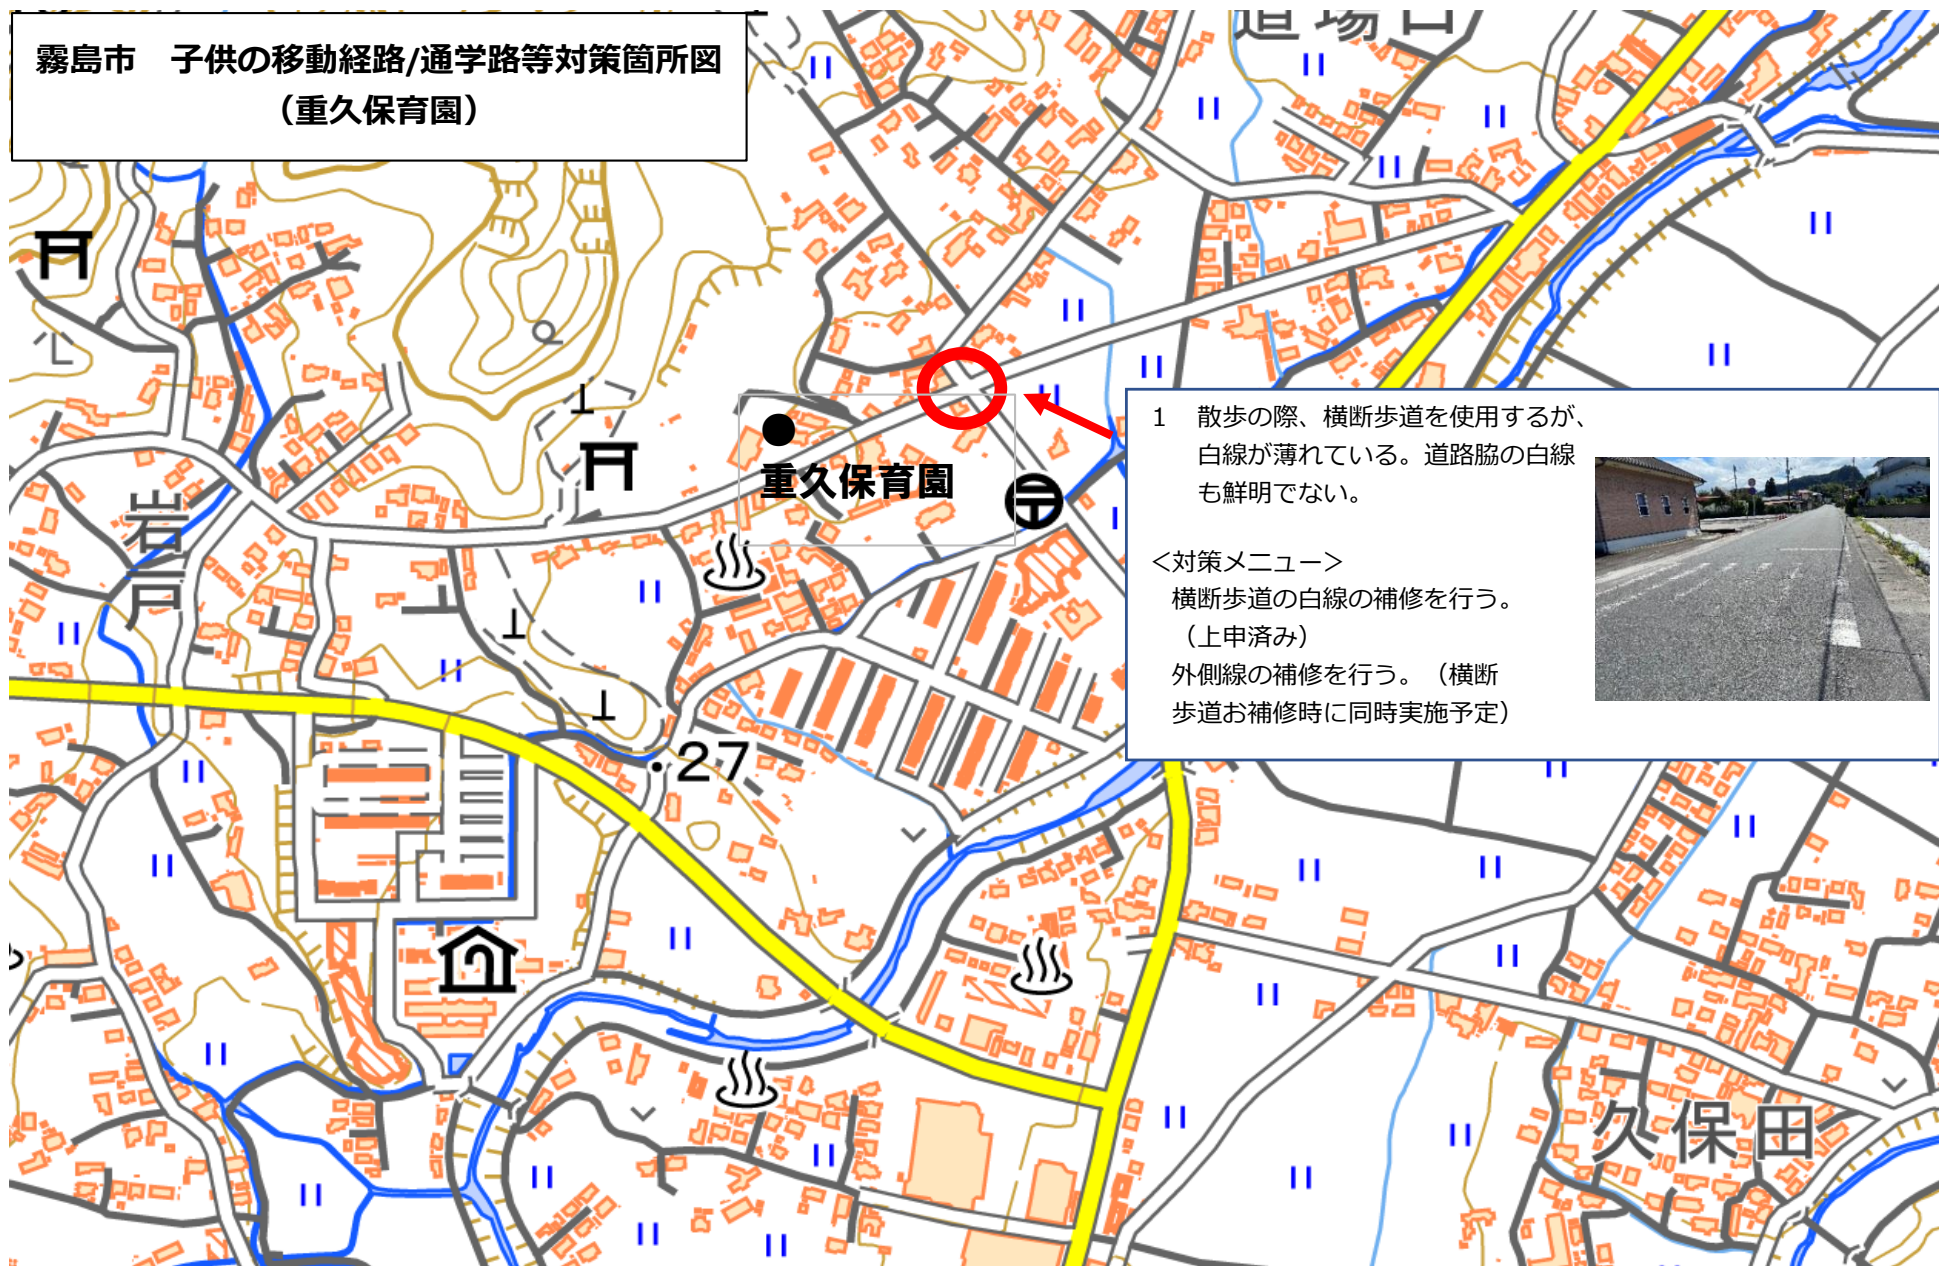 霧島市　子供の移動経路/通学路等対策箇所図
（重久保育園）
道場口
重久保育園
岩戸
1　散歩の際、横断歩道を使用するが、
白線が薄れている。道路脇の白線
も鮮明でない。
＜対策メニュー＞
横断歩道の白線の補修を行う。
（上申済み）
外側線の補修を行う。（横断
歩道お補修時に同時実施予定）
27
久保田